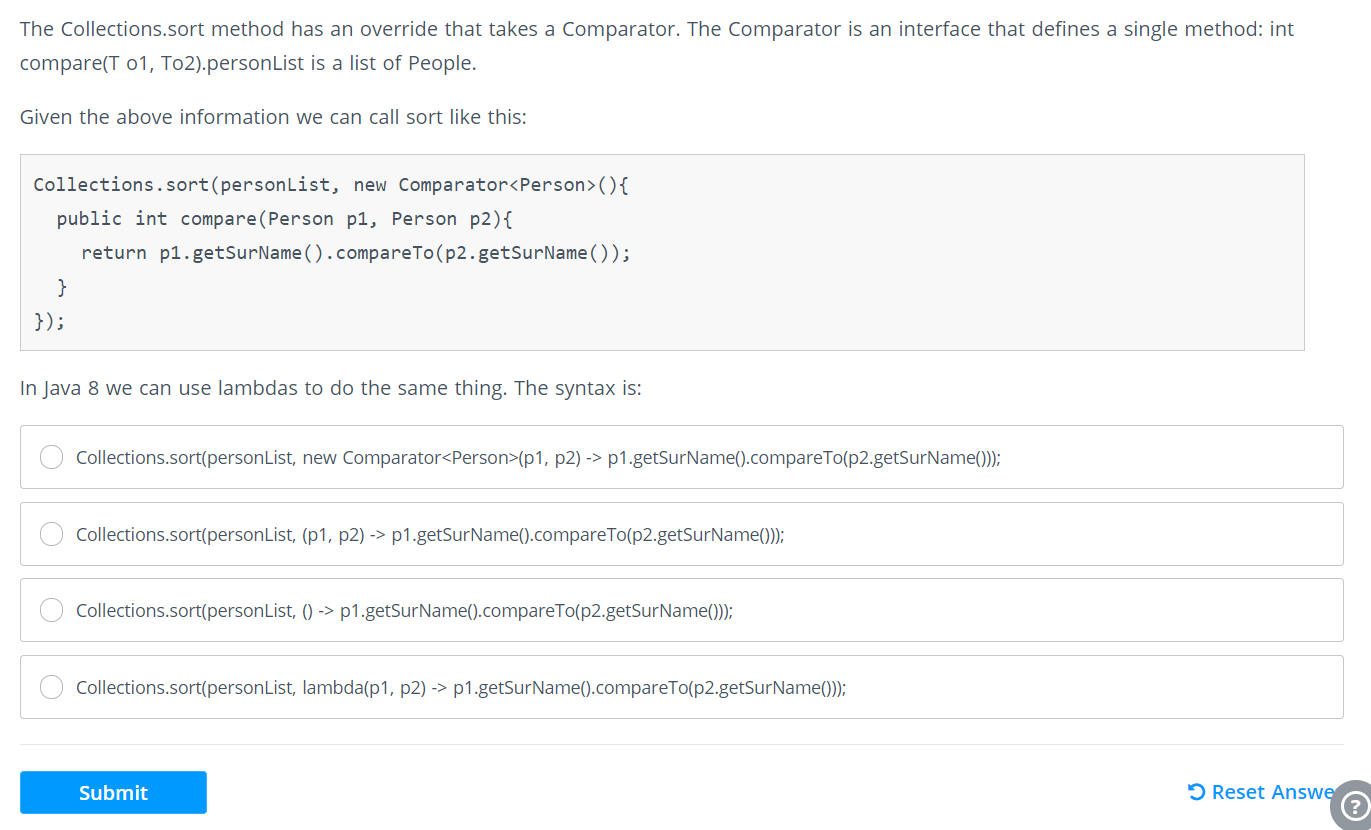 The Collections.sort method has an override that takes a Comparator. The Comparator is an interface that defines a single method: int
compare(T o1, To2).personList is a list of People.
Given the above information we can call sort like this:
Collections.sort(personList, new Comparator<Person>(){
  public int compare(Person p1, Person p2){
    return p1.getSurName().compareTo(p2.getSurName());
  }
});
In Java 8 we can use lambdas to do the same thing. The syntax is:
Collections.sort(personList, new Comparator<Person>(p1, p2) -> p1.getSurName().compareTo(p2.getSurName()));
Collections.sort(personList, (p1, p2) -> p1.getSurName().compareTo(p2.getSurName()));
Collections.sort(personList, () -> p1.getSurName().compareTo(p2.getSurName()));
Collections.sort(personList, lambda(p1, p2) -> p1.getSurName().compareTo(p2.getSurName()));
Submit
Reset Answe
?